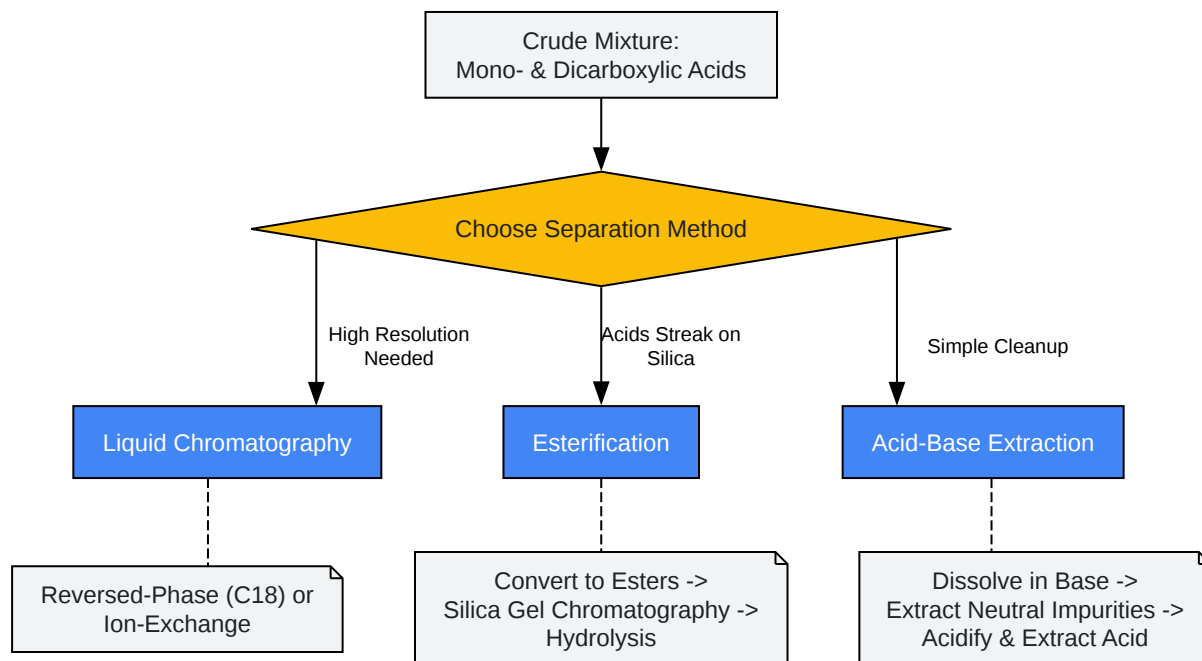 Crude Mixture:
Mono- & Dicarboxylic Acids
Choose Separation Method
High Resolution
Needed
Acids Streak on
Silica
Simple Cleanup
Liquid Chromatography
Esterification
Acid-Base Extraction
Reversed-Phase (C18) or
Ion-Exchange
Convert to Esters ->
Silica Gel Chromatography ->
Hydrolysis
Dissolve in Base ->
Extract Neutral Impurities ->
Acidify & Extract Acid